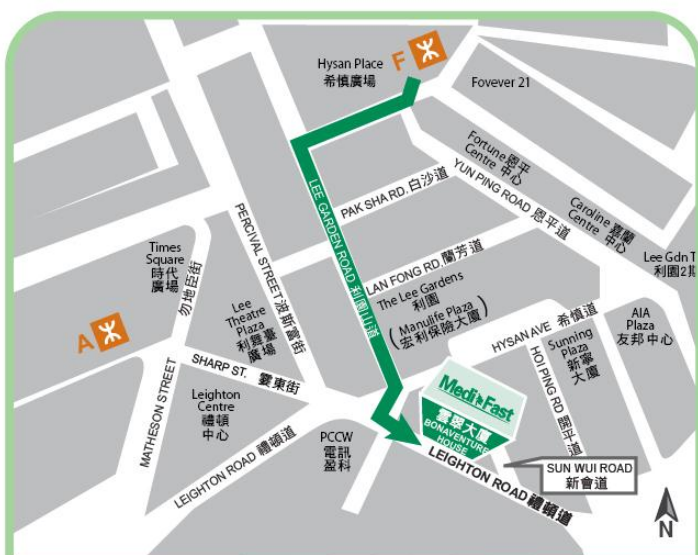 Hysan Place
希慎廣場
F
Fovever 21
Fortune 恩平
Centre 中心
YUN PING ROAD 恩平道
Caroline 嘉蘭
Centre 中心
Lee Gdn T
利園2期
PAK SHA RD. 白沙道
LEE GARDEN ROAD 利園山道
PERCIVAL STREET 波斯富街
Times
Square
時代
廣場
勿地臣街
A
LAN FONG RD. 蘭芳道
The Lee Gardens
利園
(Manulife Plaza
宏利保險大廈)
Lee
Theatre
Plaza
利舞臺
廣場
HYSAN AVE 希慎道
AIA
Plaza
友邦中心
Sunning
Plaza
新寧
大廈
HOI PING RD 開平道
SHARP ST. 霎東街
Leighton
Centre
禮頓
中心
MATHESON STREET
LEIGHTON ROAD 禮頓道
PCCW
電訊
盈科
Medi Fast
雲翠大廈
BONAVENTURE
HOUSE
LEIGHTON ROAD 禮頓道
SUN WUI ROAD
新會道
N